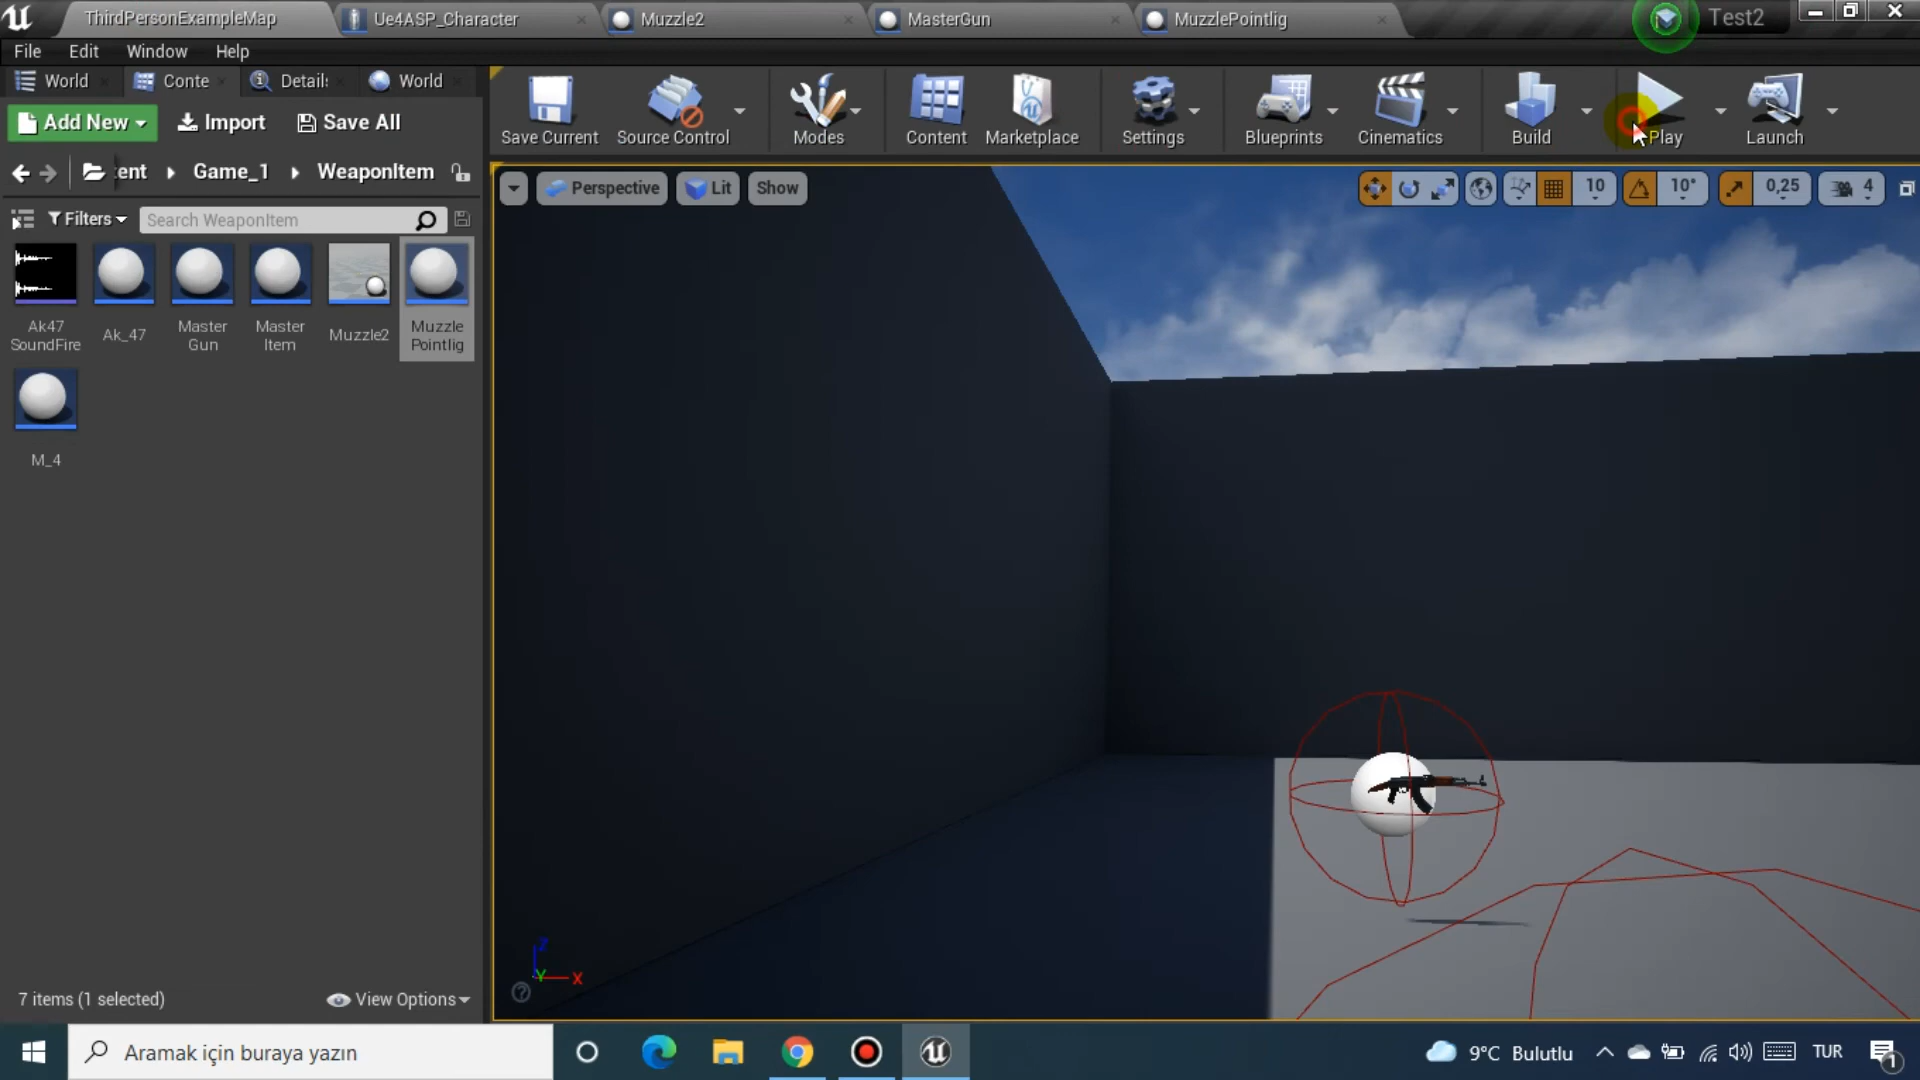 ThirdPersonExampleMap
Ue4ASP_Character
Muzzle2
MasterGun
MuzzlePointlig
Test2
File Edit Window Help
World
Conte
Details
World
Add New
Import
Save All
Save Current
Source Control
Modes
Content
Marketplace
Settings
Blueprints
Cinematics
Build
Play
Launch
ent
Game_1
WeaponItem
Filters
Search WeaponItem
Perspective
Lit
Show
10
10°
0,25
4
Ak47
SoundFire
Ak_47
Master
Gun
Master
Item
Muzzle2
Muzzle
Pointlig
M_4
Z
Y
X
7 items (1 selected)
View Options
Aramak için buraya yazın
9°C Bulutlu
TUR
1